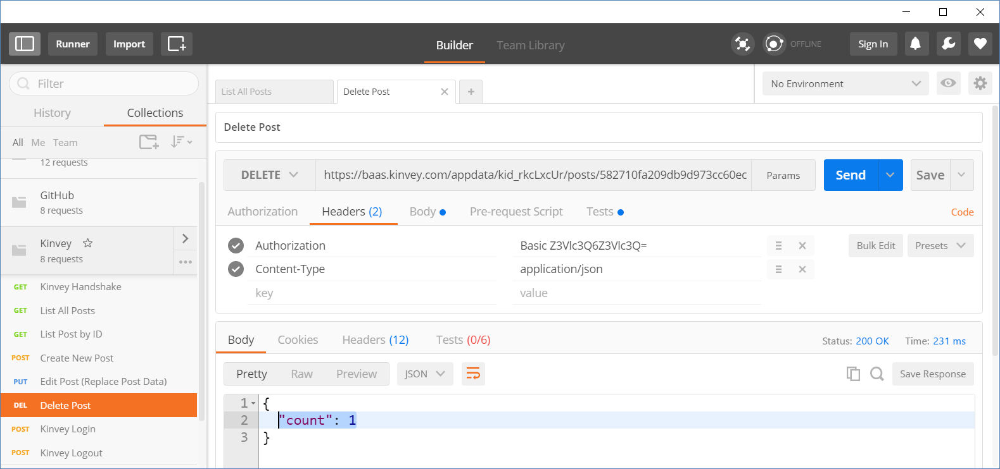 Runner
Import
Builder
Team Library
OFFLINE
Sign In
Filter
History
Collections
All Me Team
12 requests
GitHub
8 requests
Kinvey
8 requests
GET Kinvey Handshake
GET List All Posts
GET List Post by ID
POST Create New Post
PUT Edit Post (Replace Post Data)
DEL Delete Post
POST Kinvey Login
POST Kinvey Logout
List All Posts
Delete Post
No Environment
Delete Post
DELETE
https://baas.kinvey.com/appdata/kid_rkcLxcUr/posts/582710fa209db9d973cc60ec
Params
Send
Save
Authorization
Headers (2)
Body
Pre-request Script
Tests
Code
Authorization
Basic Z3Vlc3Q6Z3Vlc3Q=
Bulk Edit
Presets
Content-Type
application/json
key
value
Body
Cookies
Headers (12)
Tests (0/6)
Status: 200 OK
Time: 231 ms
Pretty
Raw
Preview
JSON
Save Response
1 {
2 "count": 1
3 }